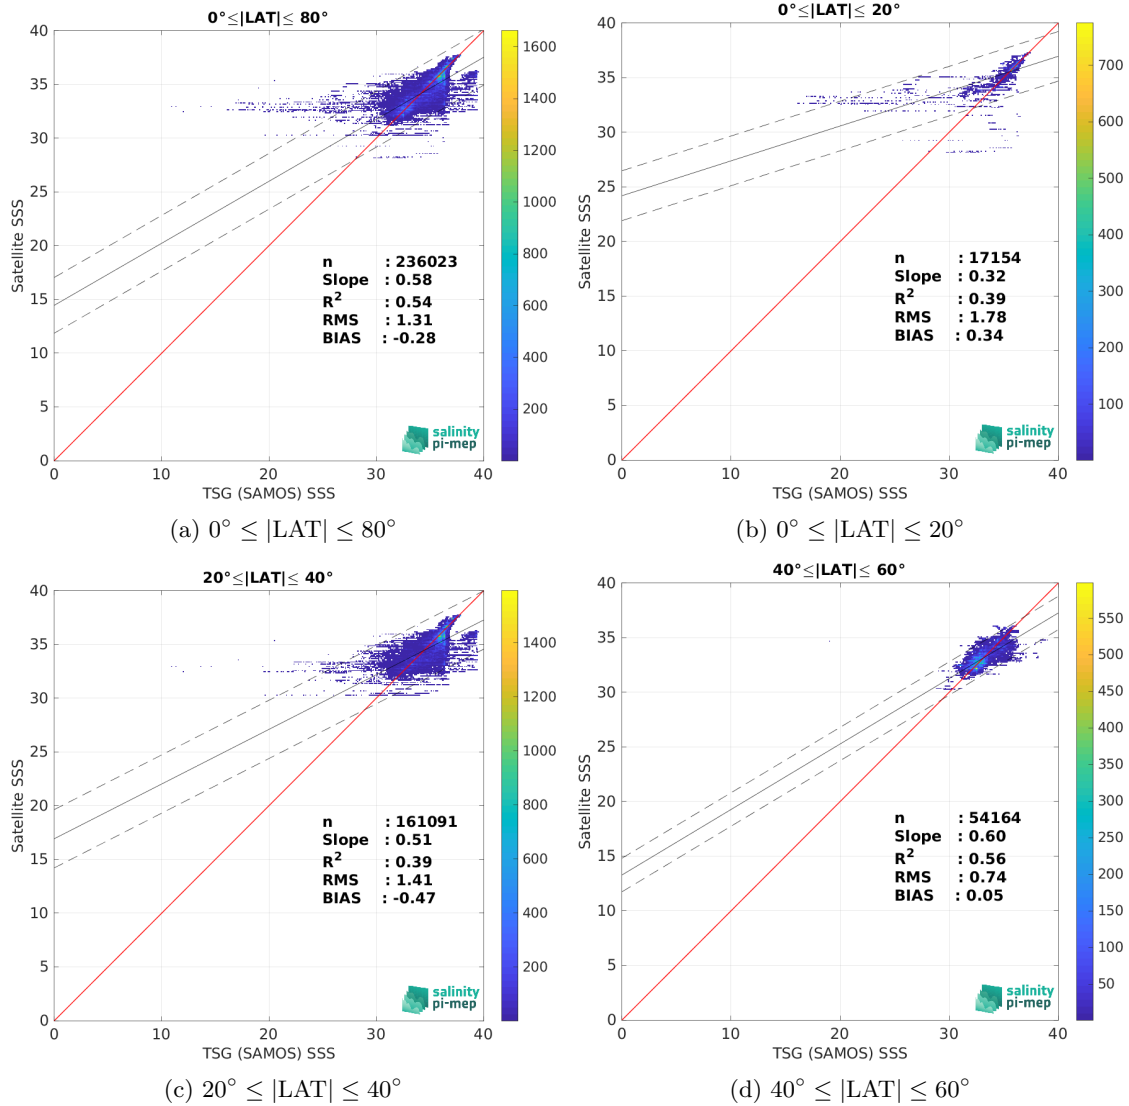 0°≤|LAT|≤ 80°
40
35
30
25
20
15
10
5
0
Satellite SSS
n : 236023
Slope : 0.58
R² : 0.54
RMS : 1.31
BIAS : -0.28
salinity
pi-mep
0 10 20 30 40
TSG (SAMOS) SSS
1600
1400
1200
1000
800
600
400
200
(a) 0° ≤ |LAT| ≤ 80°
0°≤|LAT|≤ 20°
40
35
30
25
20
15
10
5
0
Satellite SSS
n : 17154
Slope : 0.32
R² : 0.39
RMS : 1.78
BIAS : 0.34
salinity
pi-mep
0 10 20 30 40
TSG (SAMOS) SSS
700
600
500
400
300
200
100
(b) 0° ≤ |LAT| ≤ 20°
20°≤|LAT|≤ 40°
40
35
30
25
20
15
10
5
0
Satellite SSS
n : 161091
Slope : 0.51
R² : 0.39
RMS : 1.41
BIAS : -0.47
salinity
pi-mep
0 10 20 30 40
TSG (SAMOS) SSS
1400
1200
1000
800
600
400
200
(c) 20° ≤ |LAT| ≤ 40°
40°≤|LAT|≤ 60°
40
35
30
25
20
15
10
5
0
Satellite SSS
n : 54164
Slope : 0.60
R² : 0.56
RMS : 0.74
BIAS : 0.05
salinity
pi-mep
0 10 20 30 40
TSG (SAMOS) SSS
550
500
450
400
350
300
250
200
150
100
50
(d) 40° ≤ |LAT| ≤ 60°